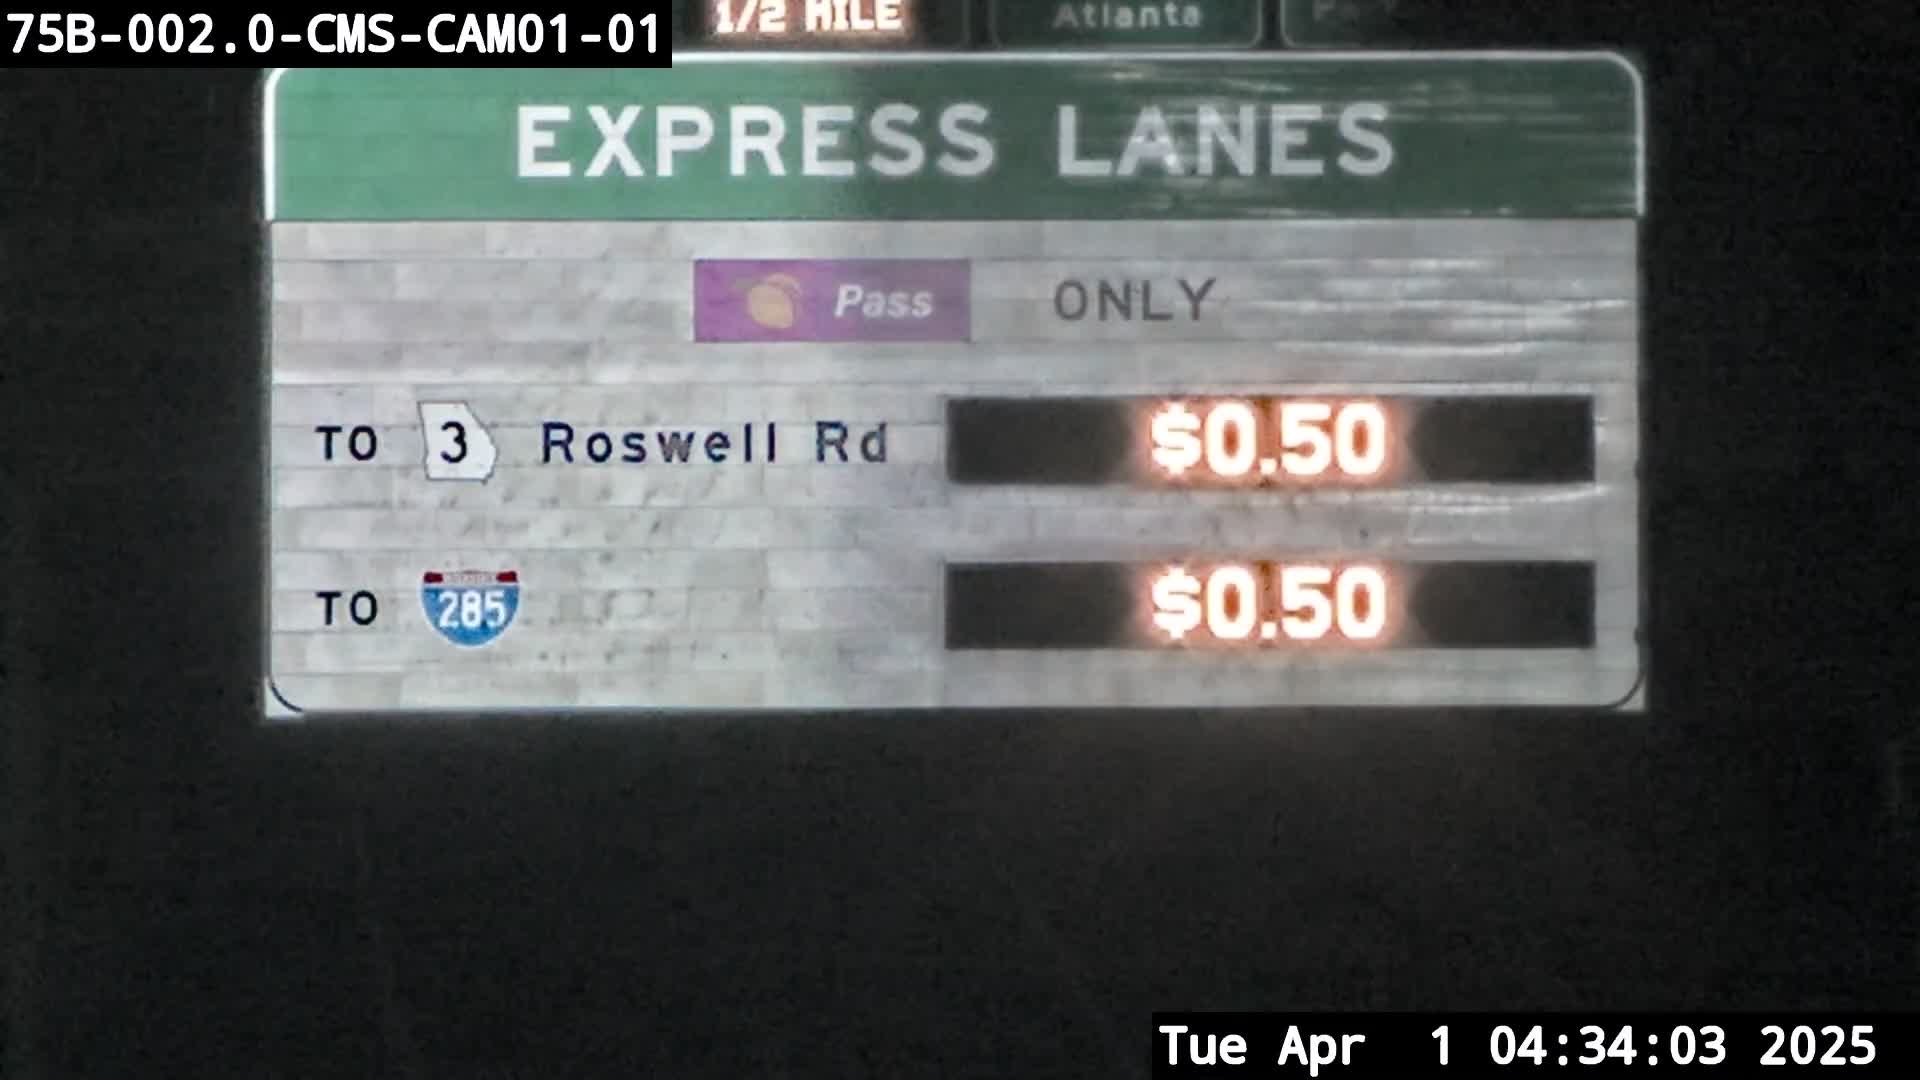 75B-002.0-CMS-CAM01-01
1/2 MILE
Atlanta
EXPRESS LANES
Pass ONLY
TO 3 Roswell Rd $0.50
TO 285 $0.50
Tue Apr 1 04:34:03 2025